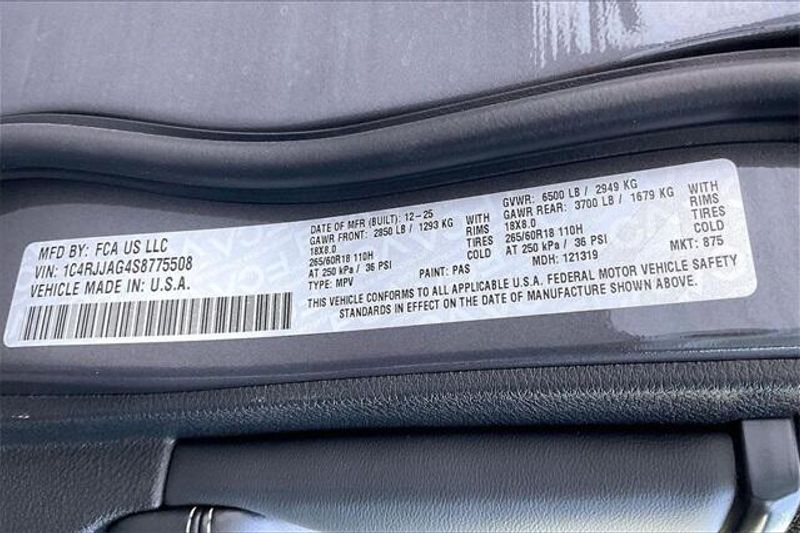 MFD BY: FCA US LLC
VIN: 1C4RJJAG4S8775508
VEHICLE MADE IN: U.S.A.
DATE OF MFR (BUILT): 12-25
GAWR FRONT: 2850 LB / 1293 KG WITH
18X8.0 RIMS
265/60R18 110H TIRES
AT 250 kPa / 36 PSI COLD
TYPE: MPV PAINT: PAS
GVWR: 6500 LB / 2949 KG
GAWR REAR: 3700 LB / 1679 KG WITH
18X8.0 RIMS
265/60R18 110H TIRES
AT 250 kPa / 36 PSI COLD
MDH: 121319 MKT: 875
THIS VEHICLE CONFORMS TO ALL APPLICABLE U.S.A. FEDERAL MOTOR VEHICLE SAFETY
STANDARDS IN EFFECT ON THE DATE OF MANUFACTURE SHOWN ABOVE.